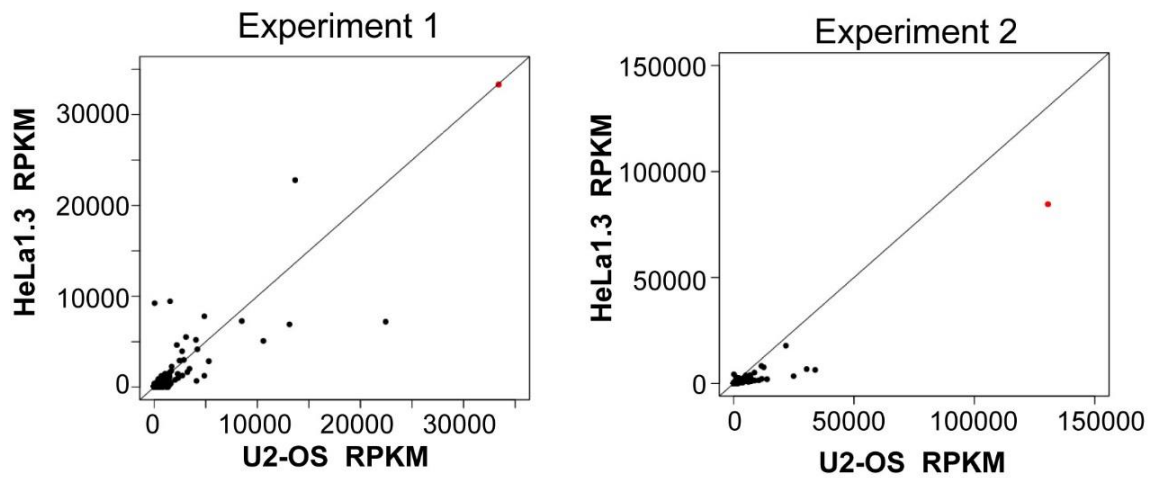 Experiment 1
HeLa1.3 RPKM
30000
20000
10000
0
0 10000 20000 30000
U2-OS RPKM
Experiment 2
HeLa1.3 RPKM
150000
100000
50000
0
0 50000 100000 150000
U2-OS RPKM